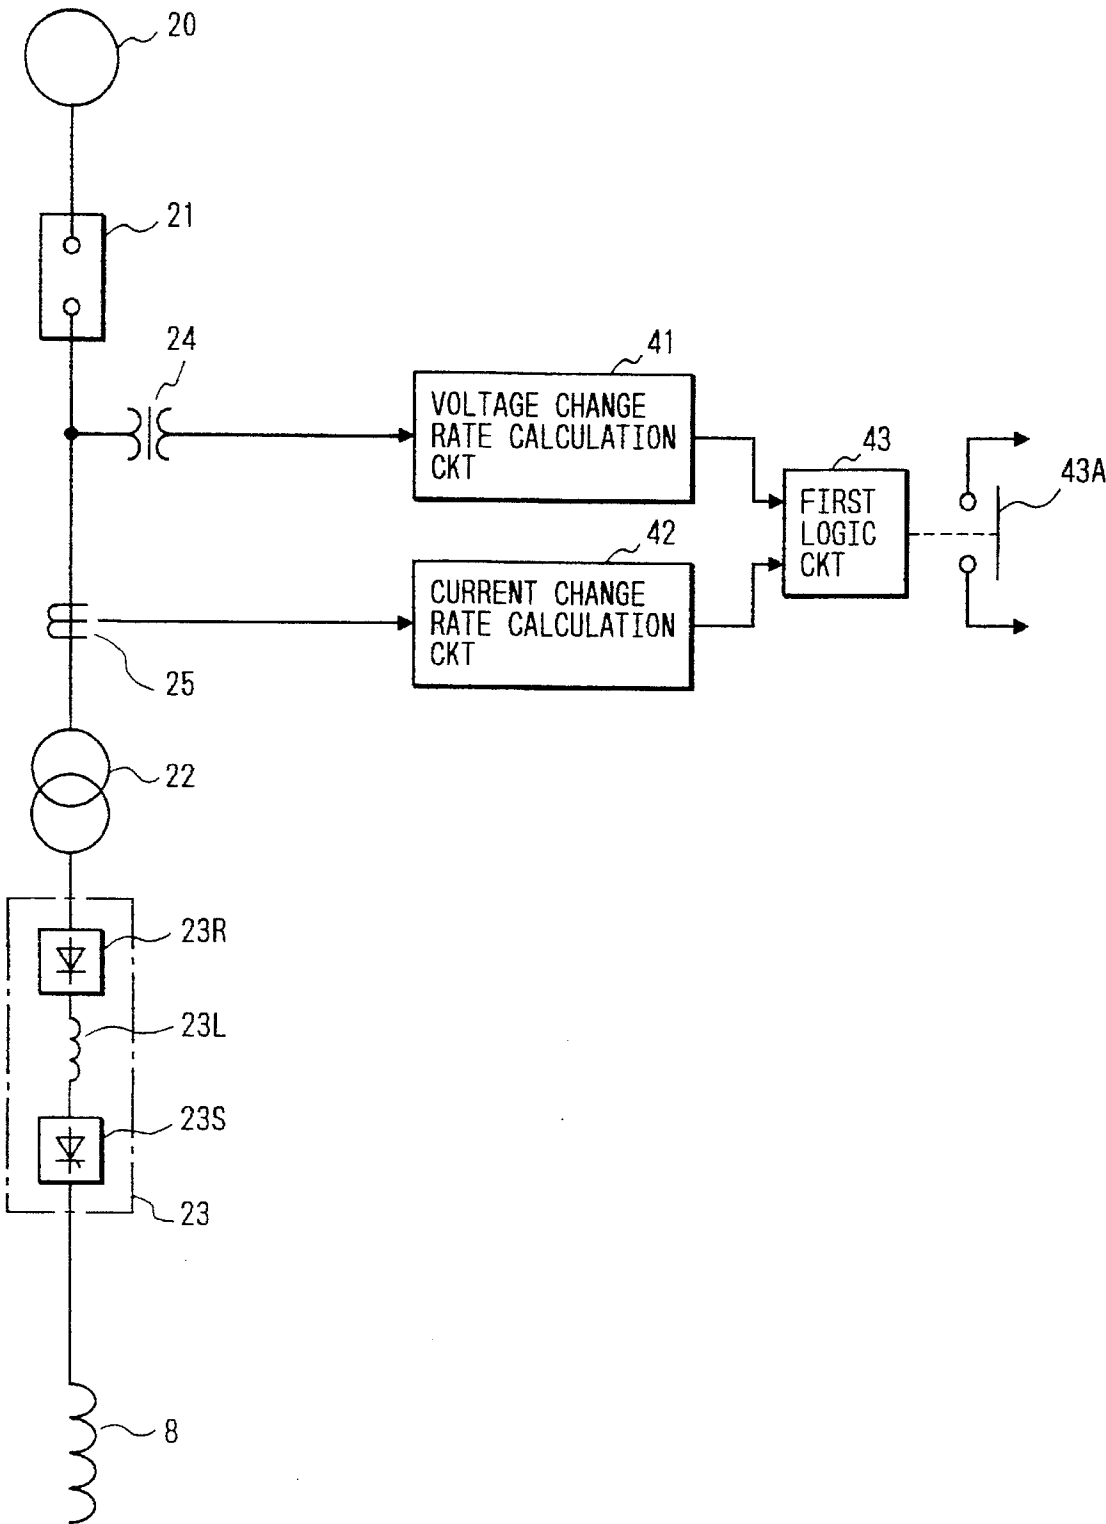 20
21
24
41
VOLTAGE CHANGE
RATE CALCULATION
CKT
43
43A
FIRST
LOGIC
CKT
42
CURRENT CHANGE
RATE CALCULATION
CKT
25
22
23R
23L
23S
23
8